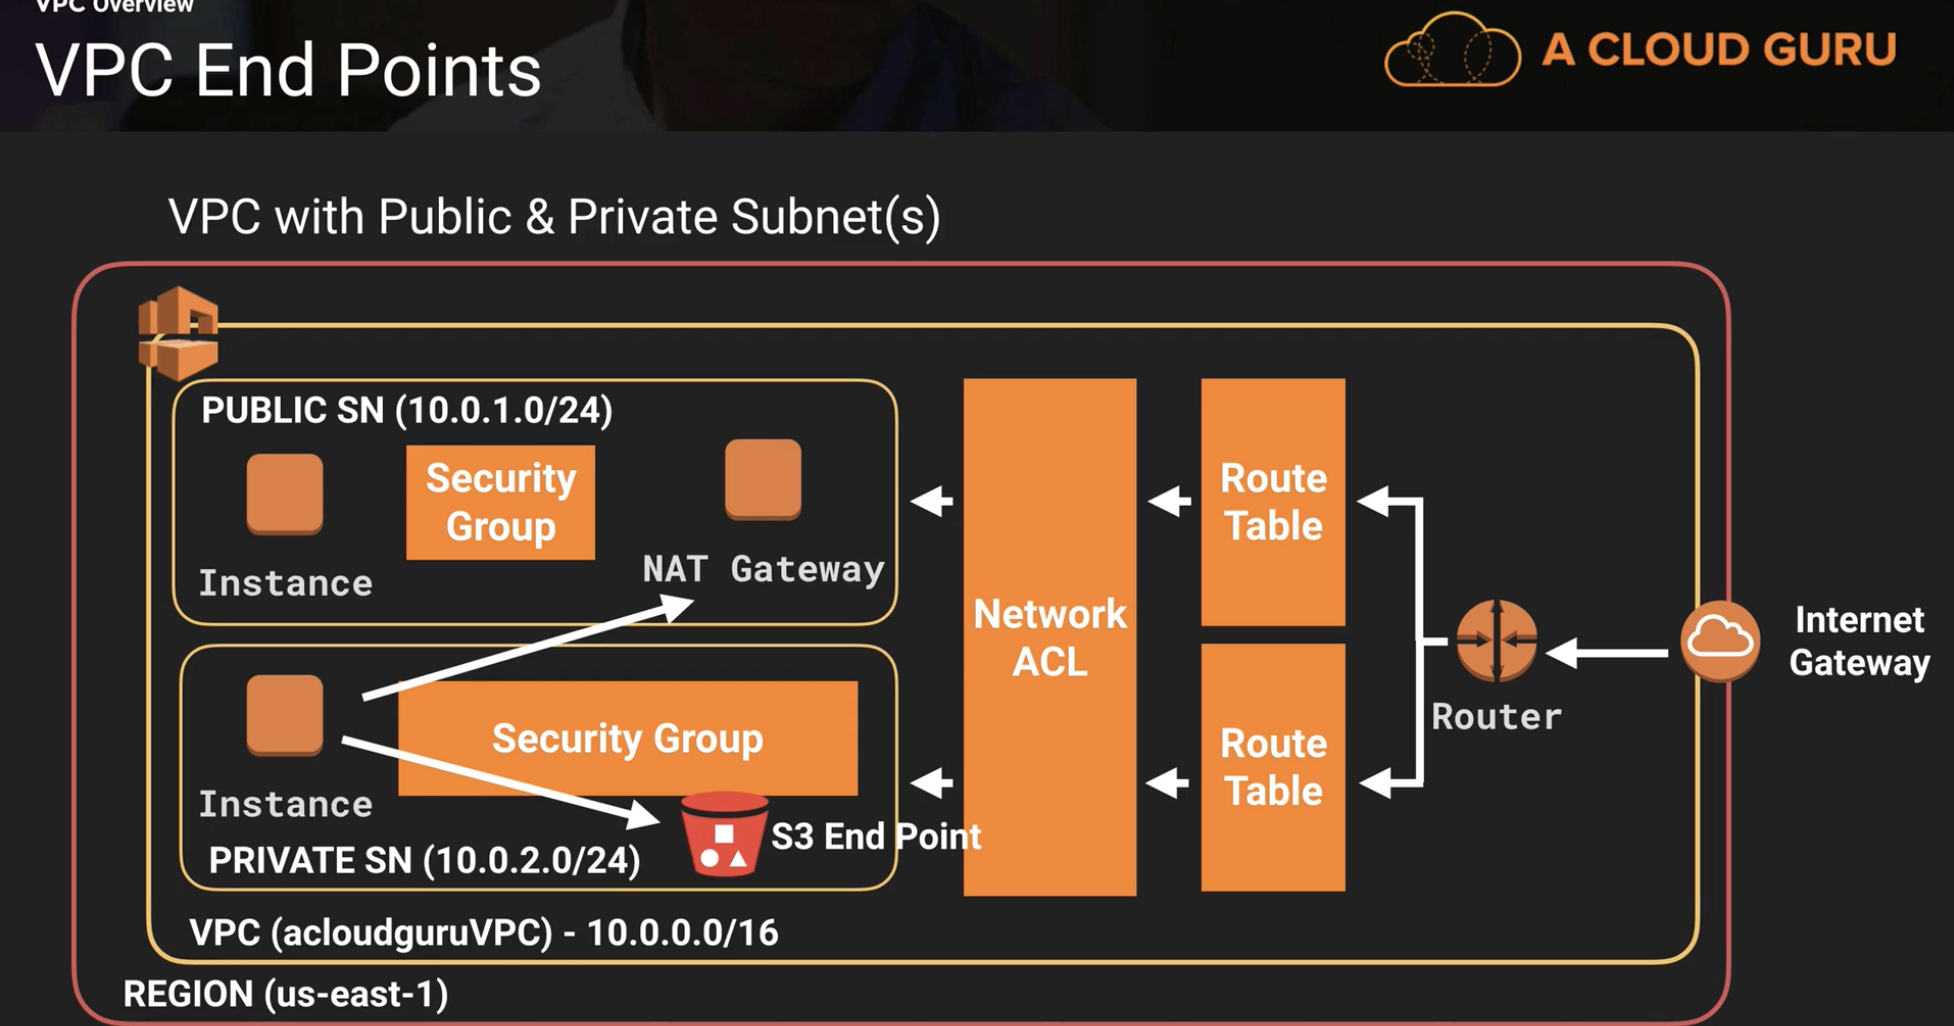 VPC Overview
VPC End Points
A CLOUD GURU
VPC with Public & Private Subnet(s)
PUBLIC SN (10.0.1.0/24)
Security
Group
Instance
NAT Gateway
Network
ACL
Route
Table
Internet
Gateway
Router
Security Group
Instance
Route
Table
S3 End Point
PRIVATE SN (10.0.2.0/24)
VPC (acloudguruVPC) - 10.0.0.0/16
REGION (us-east-1)